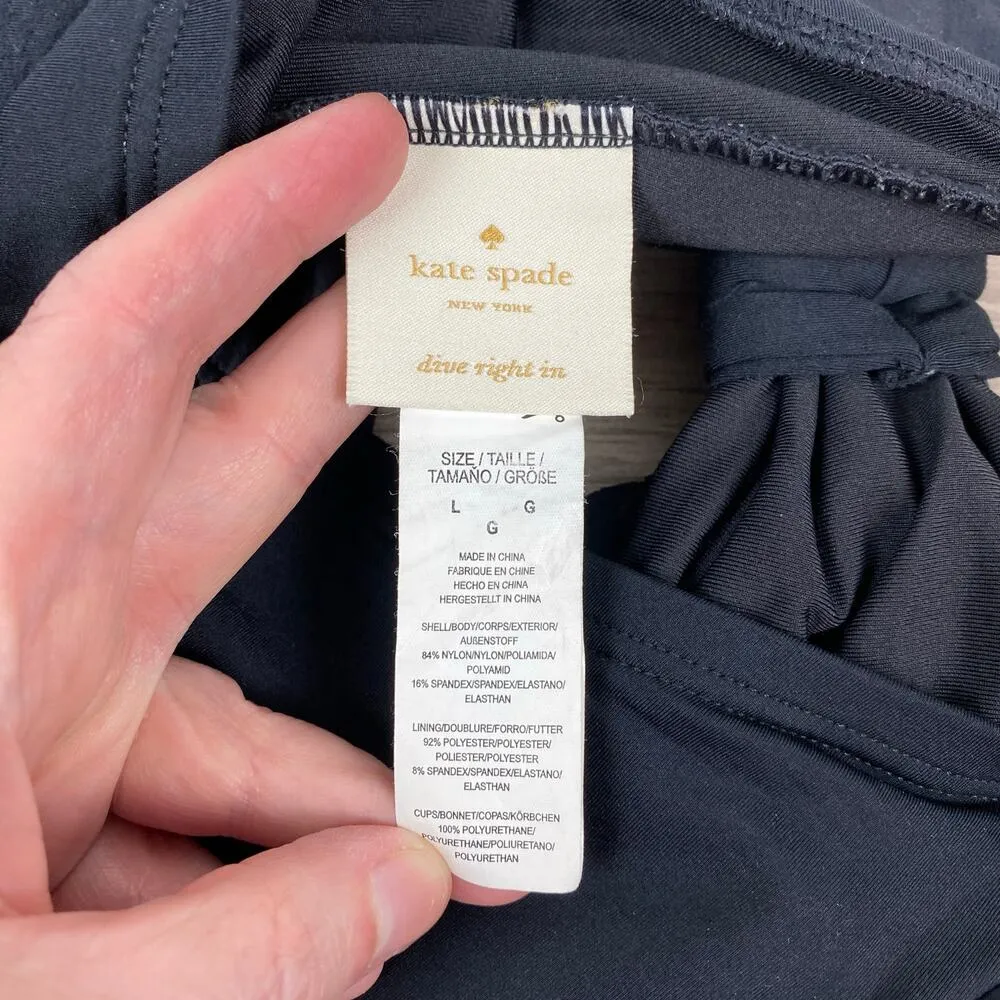 kate spade
NEW YORK
dive right in
SIZE / TAILLE /
TAMAÑO / GRÖßE
L G
G
MADE IN CHINA
FABRIQUE EN CHINE
HECHO EN CHINA
HERGESTELLT IN CHINA
SHELL/BODY/CORPS/EXTERIOR/
AUßENSTOFF
84% NYLON/NYLON/POLIAMIDA/
POLYAMID
16% SPANDEX/SPANDEX/ELASTANO/
ELASTHAN
LINING/DOUBLURE/FORRO/FUTTER
92% POLYESTER/POLYESTER/
POLIESTER/POLYESTER
8% SPANDEX/SPANDEX/ELASTANO/
ELASTHAN
CUPS/BONNET/COPAS/KÖRBCHEN
100% POLYURETHANE/
POLYURETHANE/POLIURETANO/
POLYURETHAN